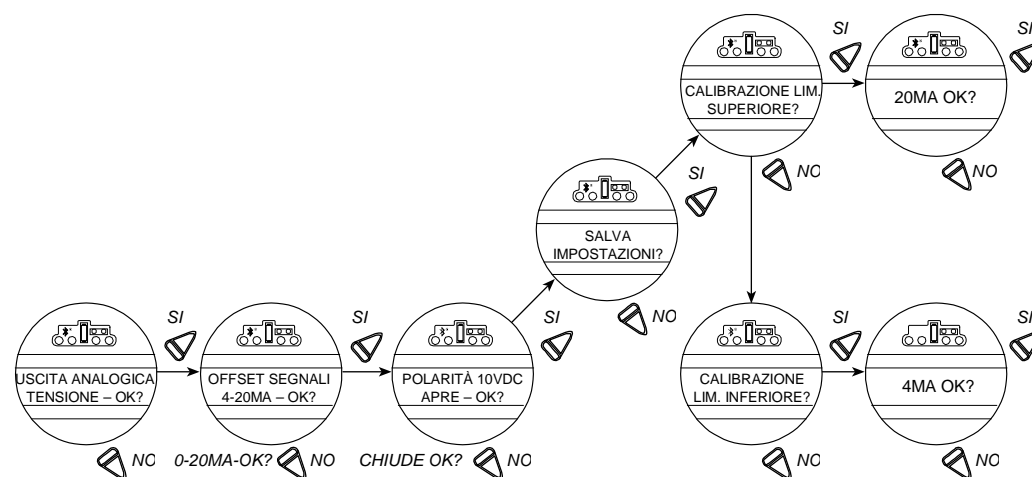 SI
SI
CALIBRAZIONE LIM.
SUPERIORE?
20MA OK?
NO
NO
SI
SALVA
IMPOSTAZIONI?
NO
SI
SI
SI
SI
SI
USCITA ANALOGICA
TENSIONE – OK?
OFFSET SEGNALI
4-20MA – OK?
POLARITÀ 10VDC
APRE – OK?
CALIBRAZIONE
LIM. INFERIORE?
4MA OK?
NO
0-20MA-OK?
NO
CHIUDE OK?
NO
NO
NO